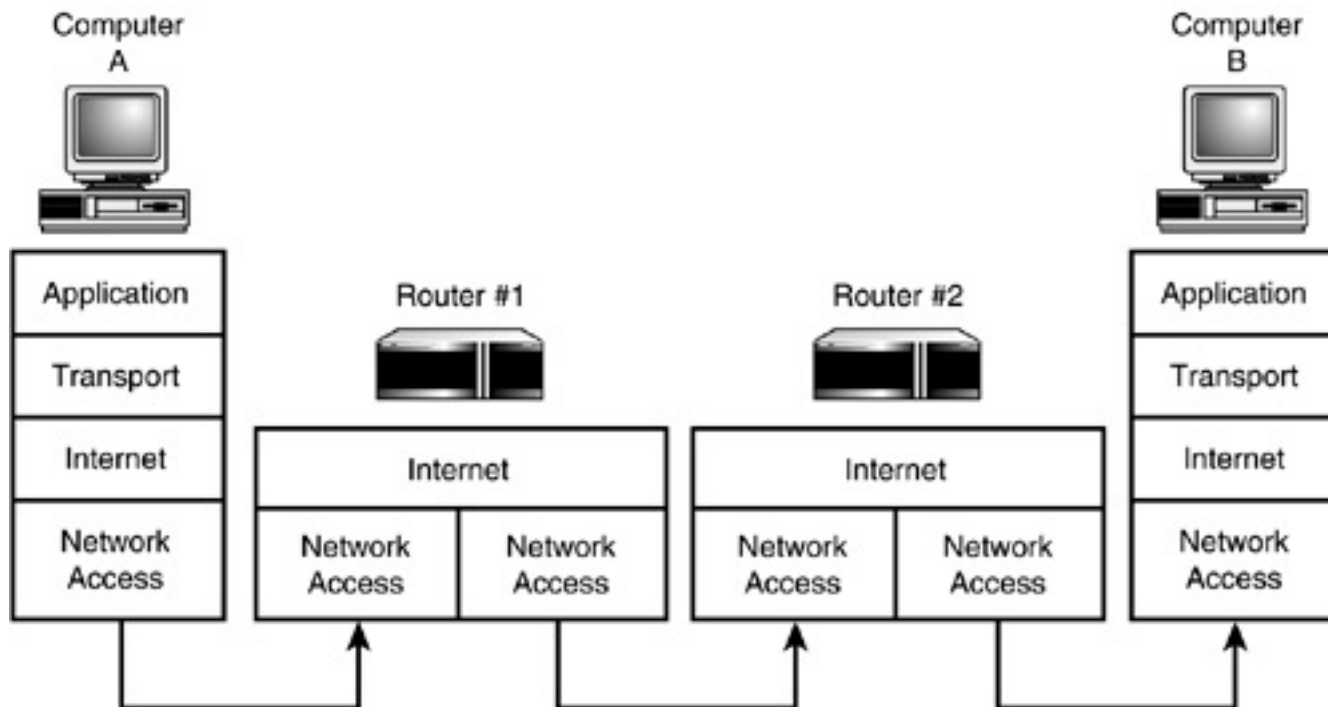 Computer
A
Application
Transport
Internet
Network
Access
Router #1
Internet
Network
Access
Network
Access
Router #2
Internet
Network
Access
Network
Access
Computer
B
Application
Transport
Internet
Network
Access